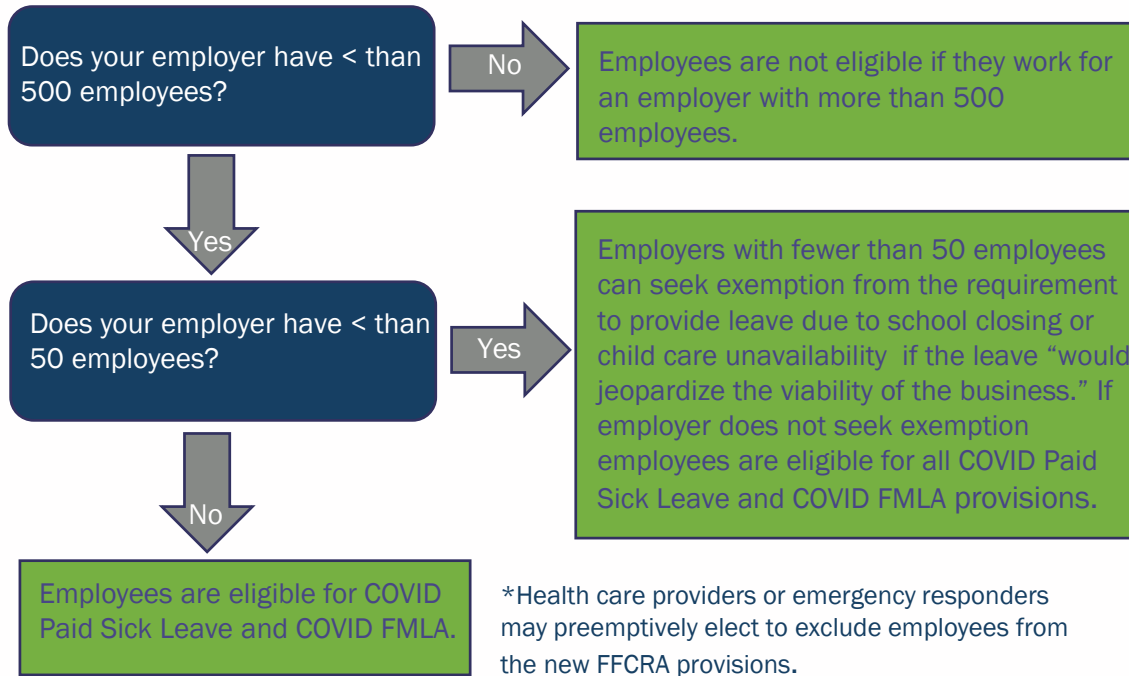 Does your employer have < than
500 employees?
No
Employees are not eligible if they work for
an employer with more than 500
employees.
Yes
Does your employer have < than
50 employees?
Yes
Employers with fewer than 50 employees
can seek exemption from the requirement
to provide leave due to school closing or
child care unavailability  if the leave “would
jeopardize the viability of the business.” If
employer does not seek exemption
employees are eligible for all COVID Paid
Sick Leave and COVID FMLA provisions.
No
Employees are eligible for COVID
Paid Sick Leave and COVID FMLA.
*Health care providers or emergency responders
may preemptively elect to exclude employees from
the new FFCRA provisions.